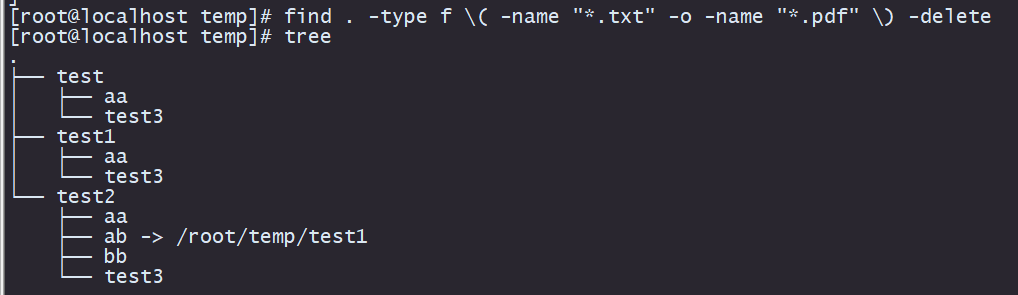 [root@localhost temp]# find . -type f \( -name "*.txt" -o -name "*.pdf" \) -delete
[root@localhost temp]# tree
.
├── test
│   ├── aa
│   └── test3
├── test1
│   ├── aa
│   └── test3
└── test2
    ├── aa
    ├── ab -> /root/temp/test1
    ├── bb
    └── test3